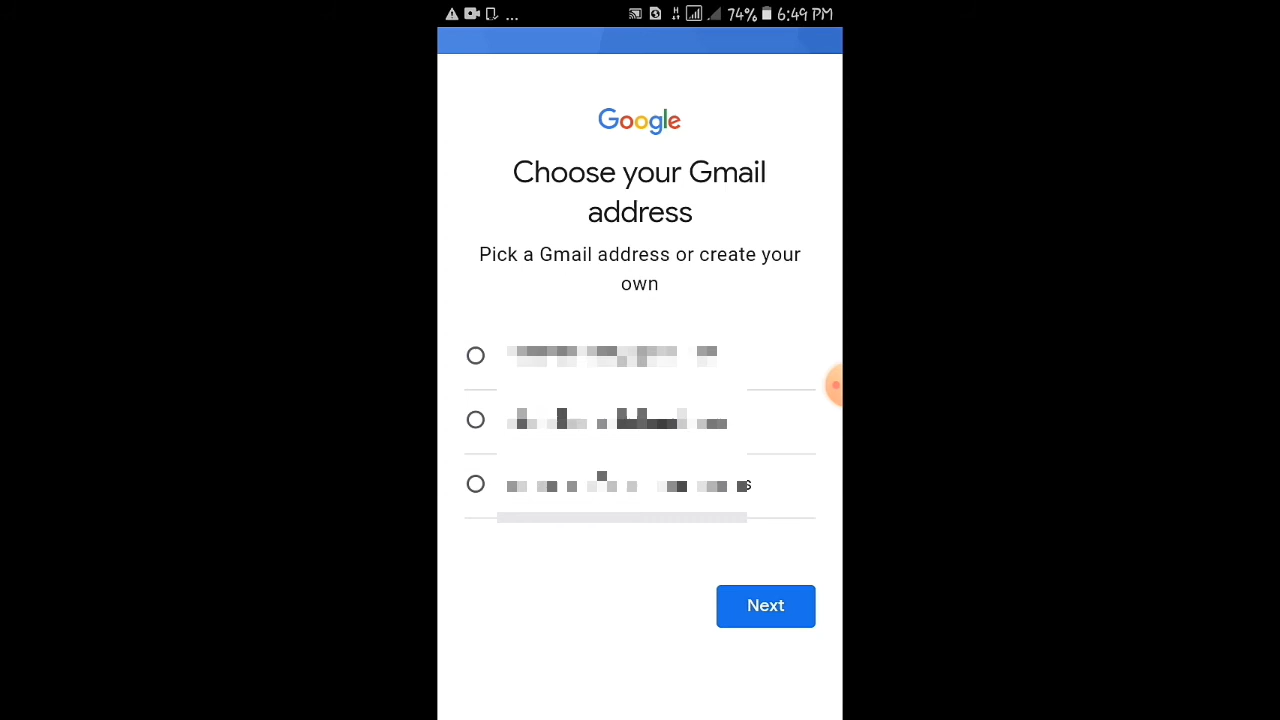 ... 74% 6:49 PM
Google
Choose your Gmail
address
Pick a Gmail address or create your
own
s
Next